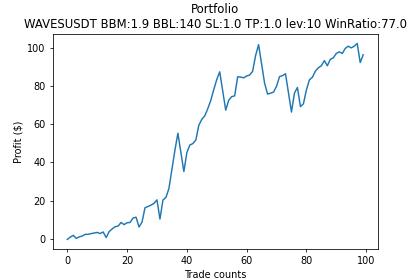 Portfolio
WAVESUSDT BBM:1.9 BBL:140 SL:1.0 TP:1.0 lev:10 WinRatio:77.0
100
80
60
40
20
0
Profit ($)
0 20 40 60 80 100
Trade counts